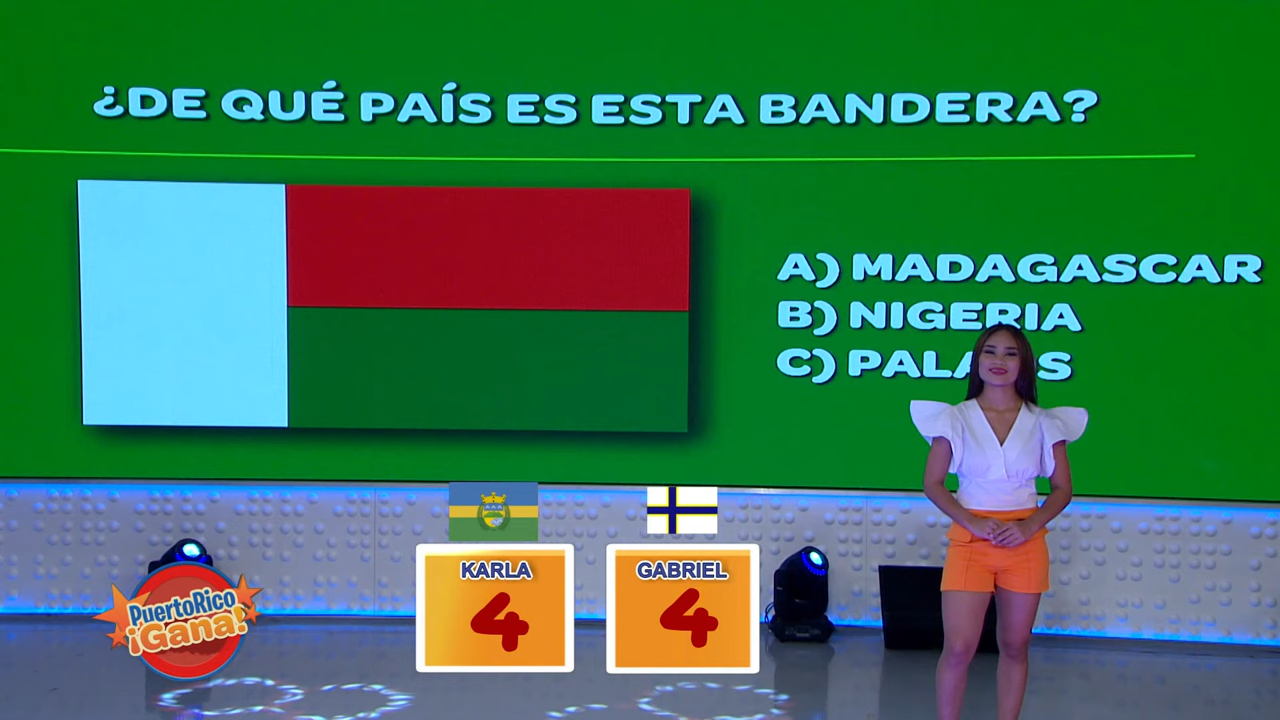 ¿DE QUÉ PAÍS ES ESTA BANDERA?
A) MADAGASCAR
B) NIGERIA
C)
KARLA
4
GABRIEL
4
PuertoRico
¡Gana!